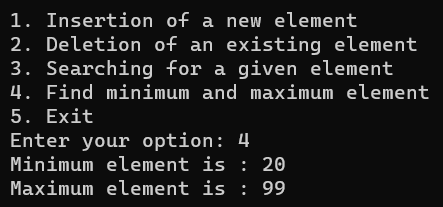 1. Insertion of a new element
2. Deletion of an existing element
3. Searching for a given element
4. Find minimum and maximum element
5. Exit
Enter your option: 4
Minimum element is : 20
Maximum element is : 99